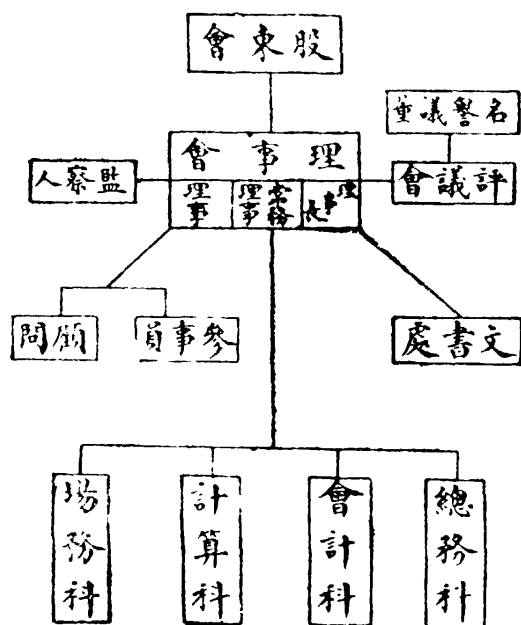 股東會
名譽議董
理事會
理事長
常務理事
理事
評議會
監察人
文書處
參事員
顧問
總務科
會計科
計算科
場務科